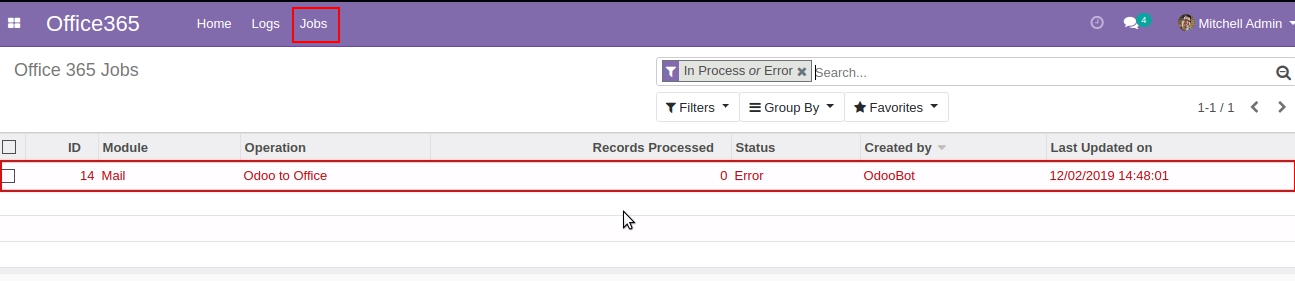 Office365 Home Logs Jobs 4 Mitchell Admin
Office 365 Jobs In Process or Error Search...
Filters Group By Favorites 1-1 / 1
ID Module Operation Records Processed Status Created by Last Updated on
14 Mail Odoo to Office 0 Error OdooBot 12/02/2019 14:48:01